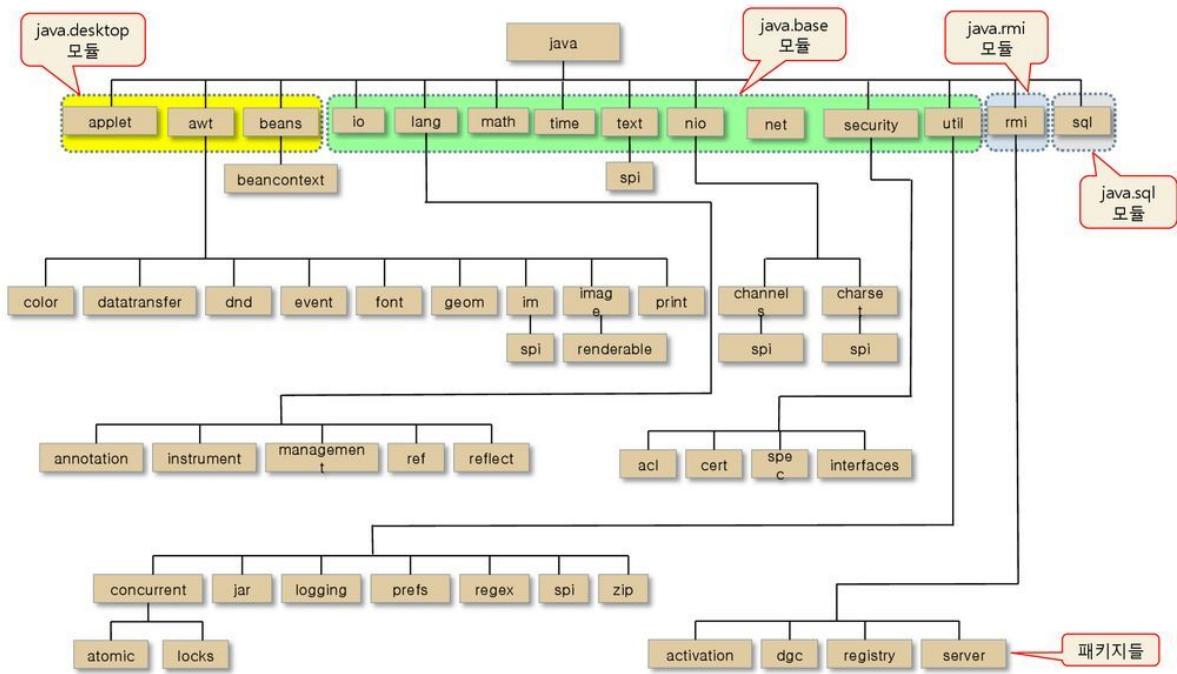 java.desktop
모듈
java
java.base
모듈
java.rmi
모듈
applet
awt
beans
io
lang
math
time
text
nio
net
security
util
rmi
sql
beancontext
spi
java.sql
모듈
color
datatransfer
dnd
event
font
geom
im
imag
e
print
channel
s
charse
t
spi
renderable
spi
spi
annotation
instrument
managemen
t
ref
reflect
acl
cert
spe
c
interfaces
concurrent
jar
logging
prefs
regex
spi
zip
atomic
locks
activation
dgc
registry
server
패키지들